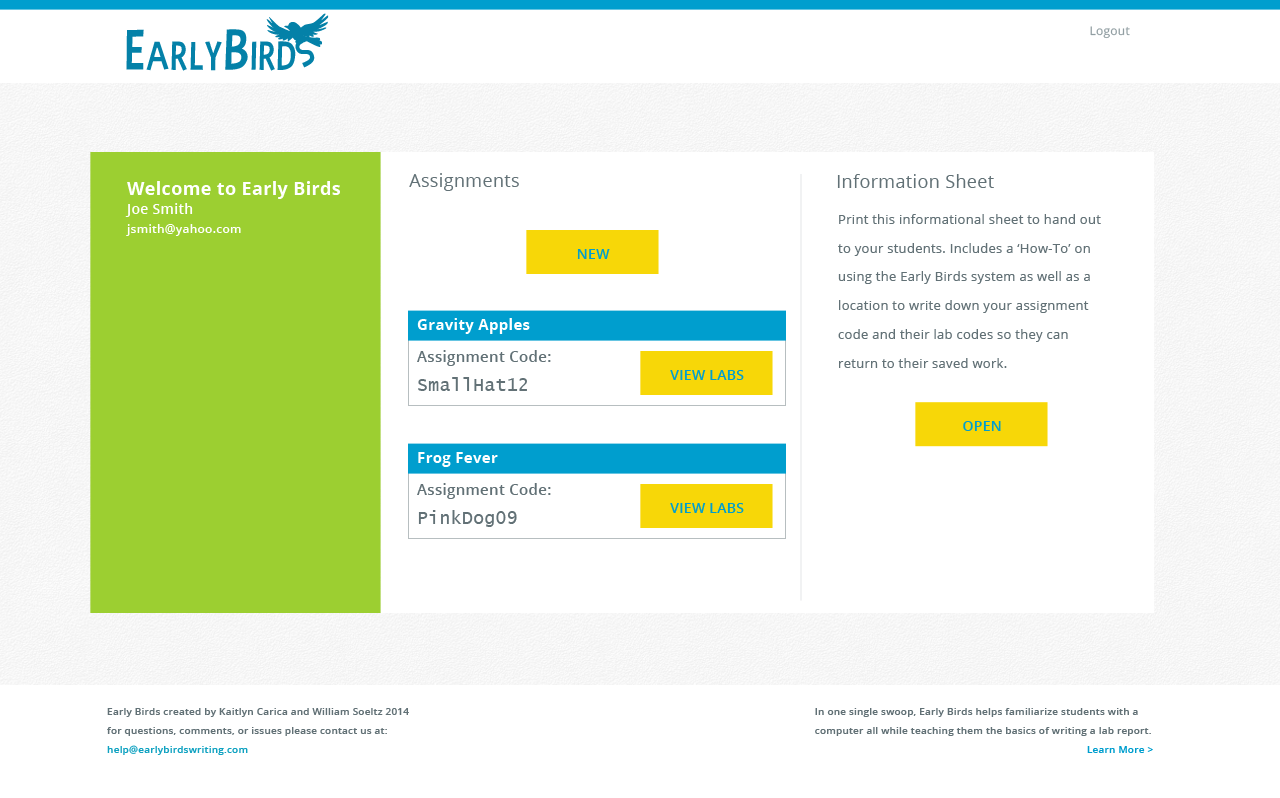 EARLYBIRDS
Logout
Welcome to Early Birds
Joe Smith
jsmith@yahoo.com
Assignments
NEW
Gravity Apples
Assignment Code:
SmallHat12
VIEW LABS
Frog Fever
Assignment Code:
PinkDog09
VIEW LABS
Information Sheet
Print this informational sheet to hand out
to your students. Includes a ‘How-To’ on
using the Early Birds system as well as a
location to write down your assignment
code and their lab codes so they can
return to their saved work.
OPEN
Early Birds created by Kaitlyn Carica and William Soeltz 2014
for questions, comments, or issues please contact us at:
help@earlybirdswriting.com
In one single swoop, Early Birds helps familiarize students with a
computer all while teaching them the basics of writing a lab report.
Learn More >